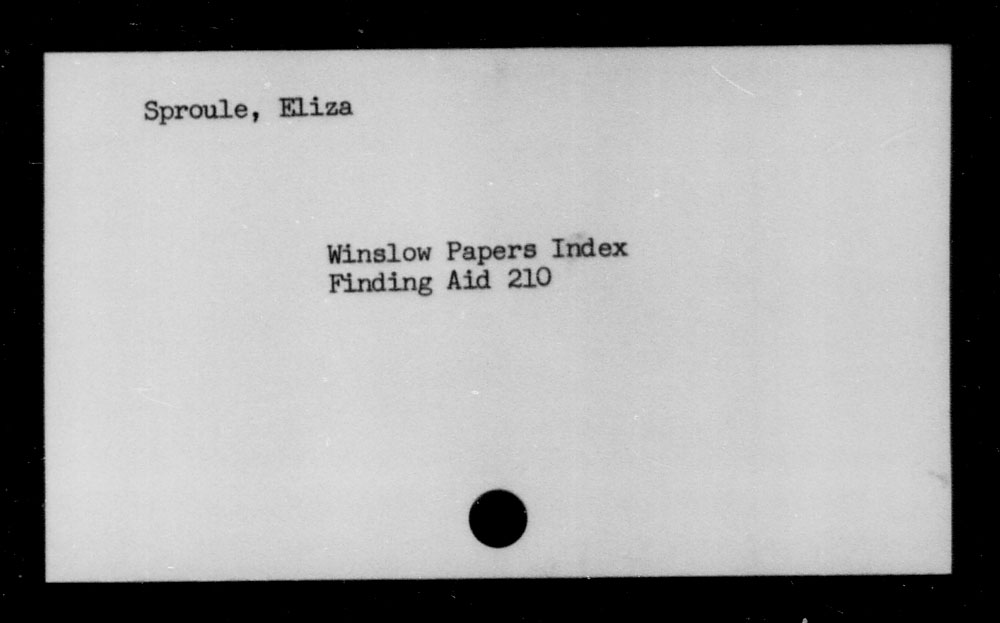 Sproule, Eliza
Winslow Papers Index
Finding Aid 210